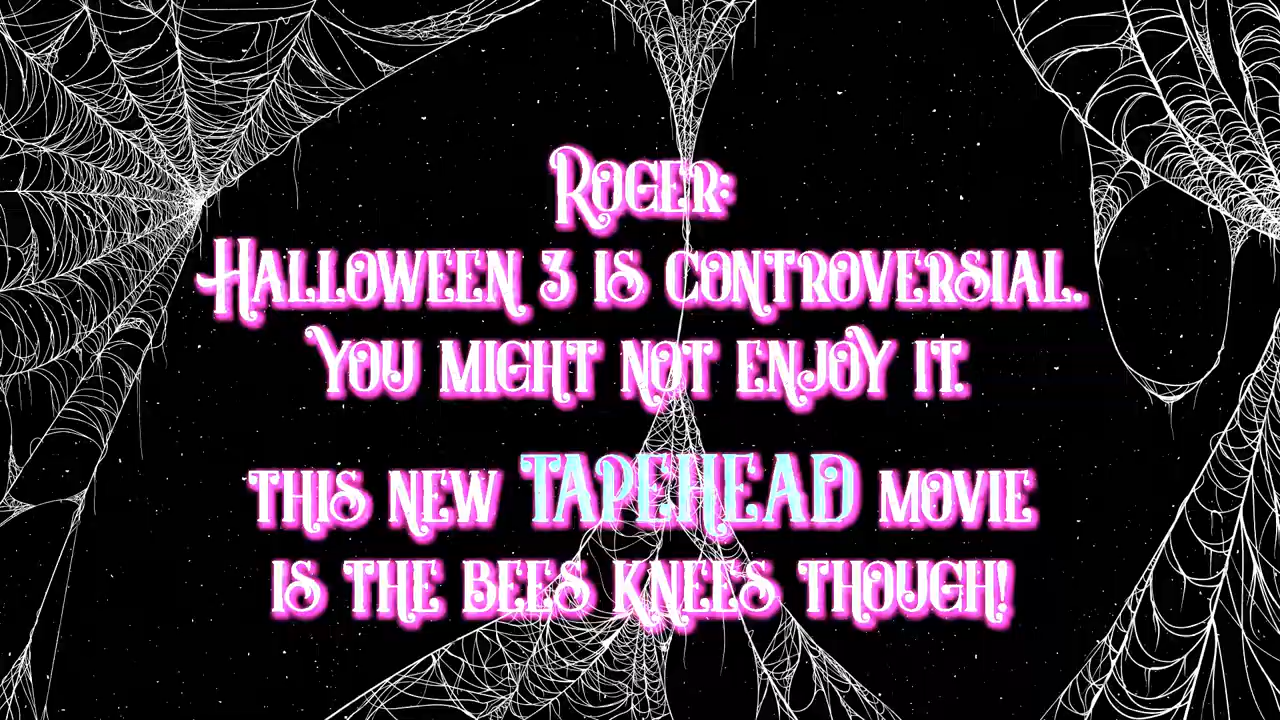 Roger:
Halloween 3 is controversial.
You might not enjoy it.
this new TAPEHEAD movie
is the bees knees though!